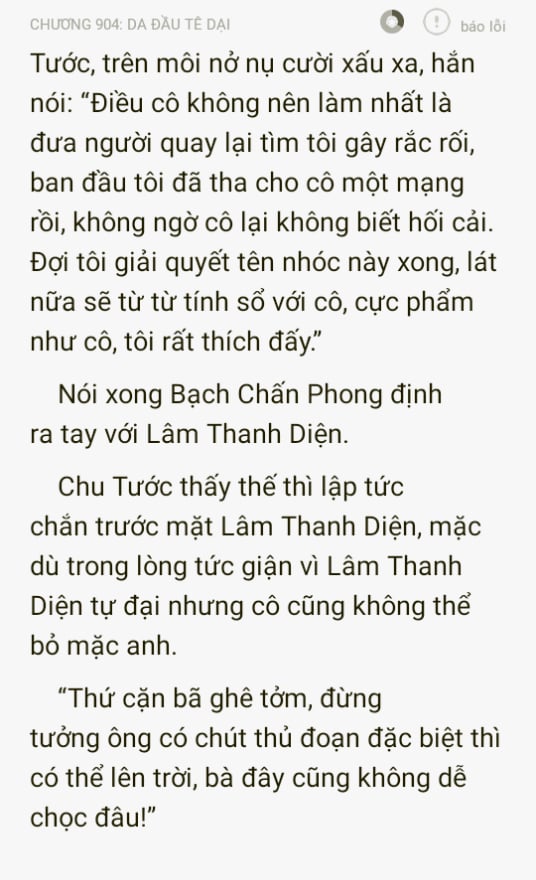 CHƯƠNG 904: DA ĐẦU TÊ DẠI
báo lỗi
Tước, trên môi nở nụ cười xấu xa, hắn
nói: “Điều cô không nên làm nhất là
đưa người quay lại tìm tôi gây rắc rối,
ban đầu tôi đã tha cho cô một mạng
rồi, không ngờ cô lại không biết hối cải.
Đợi tôi giải quyết tên nhóc này xong, lát
nữa sẽ từ từ tính sổ với cô, cực phẩm
như cô, tôi rất thích đấy.”
Nói xong Bạch Chấn Phong định
ra tay với Lâm Thanh Diện.
Chu Tước thấy thế thì lập tức
chắn trước mặt Lâm Thanh Diện, mặc
dù trong lòng tức giận vì Lâm Thanh
Diện tự đại nhưng cô cũng không thể
bỏ mặc anh.
“Thứ cặn bã ghê tởm, đừng
tưởng ông có chút thủ đoạn đặc biệt thì
có thể lên trời, bà đây cũng không dễ
chọc đâu!”